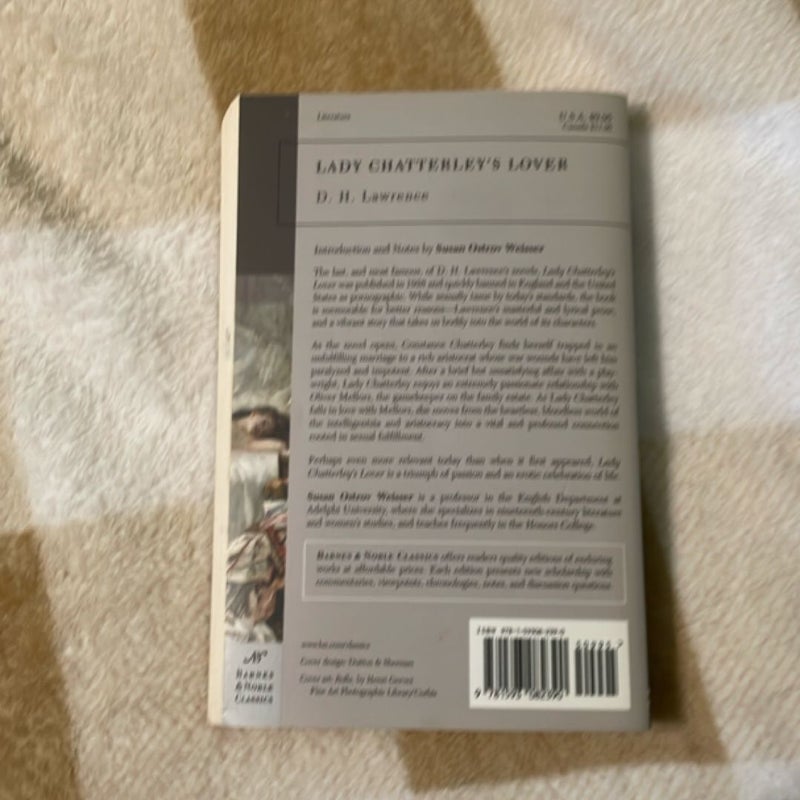 Literature
LADY CHATTERLEY'S LOVER
D. H. Lawrence
Introduction and Notes by Susan Ostrov Weisser
The last, and most famous, of D. H. Lawrence's novels, Lady Chatterley's
Lover was published in 1928 and quickly banned in England and the United
States as pornographic. While sexually tame by today's standards, the book
is memorable for better reasons—Lawrence's masterful and lyrical prose,
and a vibrant story that takes us bodily into the world of its characters.
As the novel opens, Constance Chatterley finds herself trapped in an
unfulfilling marriage to a rich aristocrat whose war wounds have left him
paralyzed and impotent. After a brief but unsatisfying affair with a play-
wright, Lady Chatterley enjoys an extremely passionate relationship with
Oliver Mellors, the gamekeeper on the family estate. As Lady Chatterley
falls in love with Mellors, she moves from the heartless, bloodless world of
the intelligentsia and aristocracy into a vital and profound connection
rooted in sexual fulfillment.
Perhaps even more relevant today than when it first appeared, Lady
Chatterley's Lover is a triumph of passion and an erotic celebration of life.
Susan Ostrov Weisser is a professor in the English Department at
Adelphi University, where she specializes in nineteenth-century literature
and women's studies, and teaches frequently in the Honors College.
BARNES & NOBLE CLASSICS offers readers quality editions of enduring
works at affordable prices. Each edition presents new scholarship with
commentaries, viewpoints, chronologies, notes, and discussion questions.
BARNES
& NOBLE
CLASSICS
Cover design: Dutton & Sherman
Fine Art Photographic Library/Corbis
ISBN
9 781593 082390